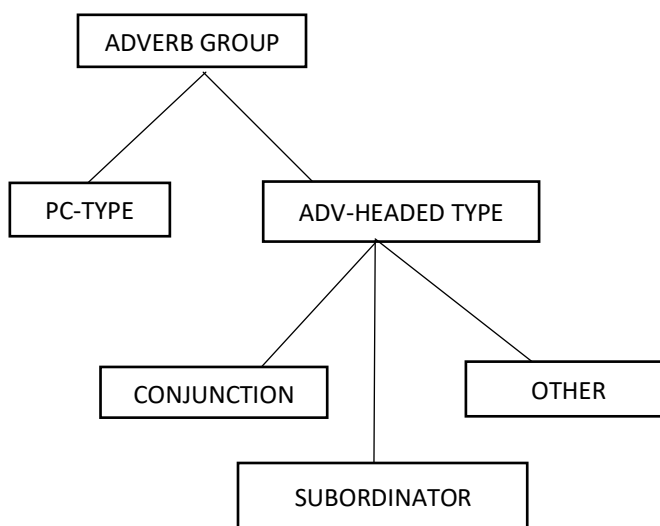 ADVERB GROUP
PC-TYPE
ADV-HEADED TYPE
CONJUNCTION
OTHER
SUBORDINATOR